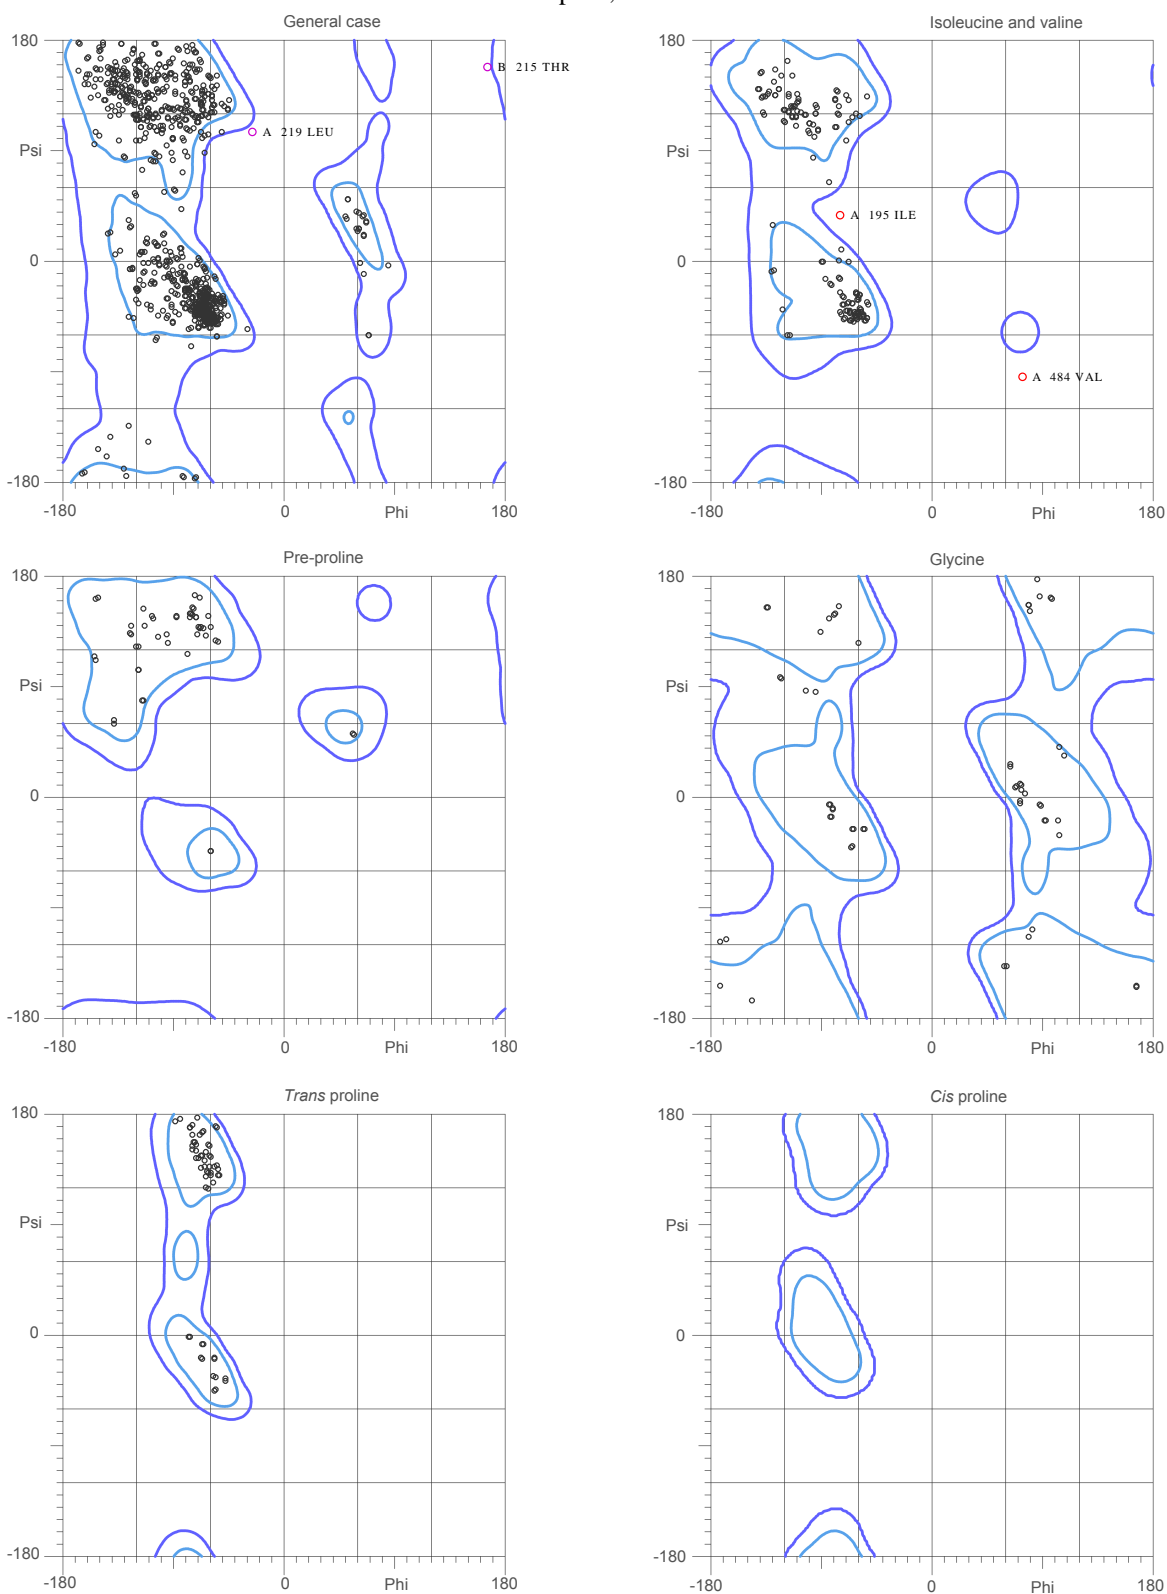 General case
180
Psi
0
-180
-180
0
Phi
180
B 215 THR
A 219 LEU
Isoleucine and valine
180
Psi
0
-180
-180
0
Phi
180
A 195 ILE
A 484 VAL
Pre-proline
180
Psi
0
-180
-180
0
Phi
180
Glycine
180
Psi
0
-180
-180
0
Phi
180
Trans proline
180
Psi
0
-180
-180
0
Phi
180
Cis proline
180
Psi
0
-180
-180
0
Phi
180